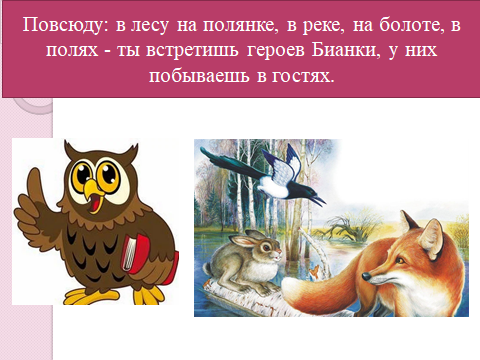 Повсюду: в лесу на полянке, в реке, на болоте, в
полях - ты встретишь героев Бианки, у них
побываешь в гостях.